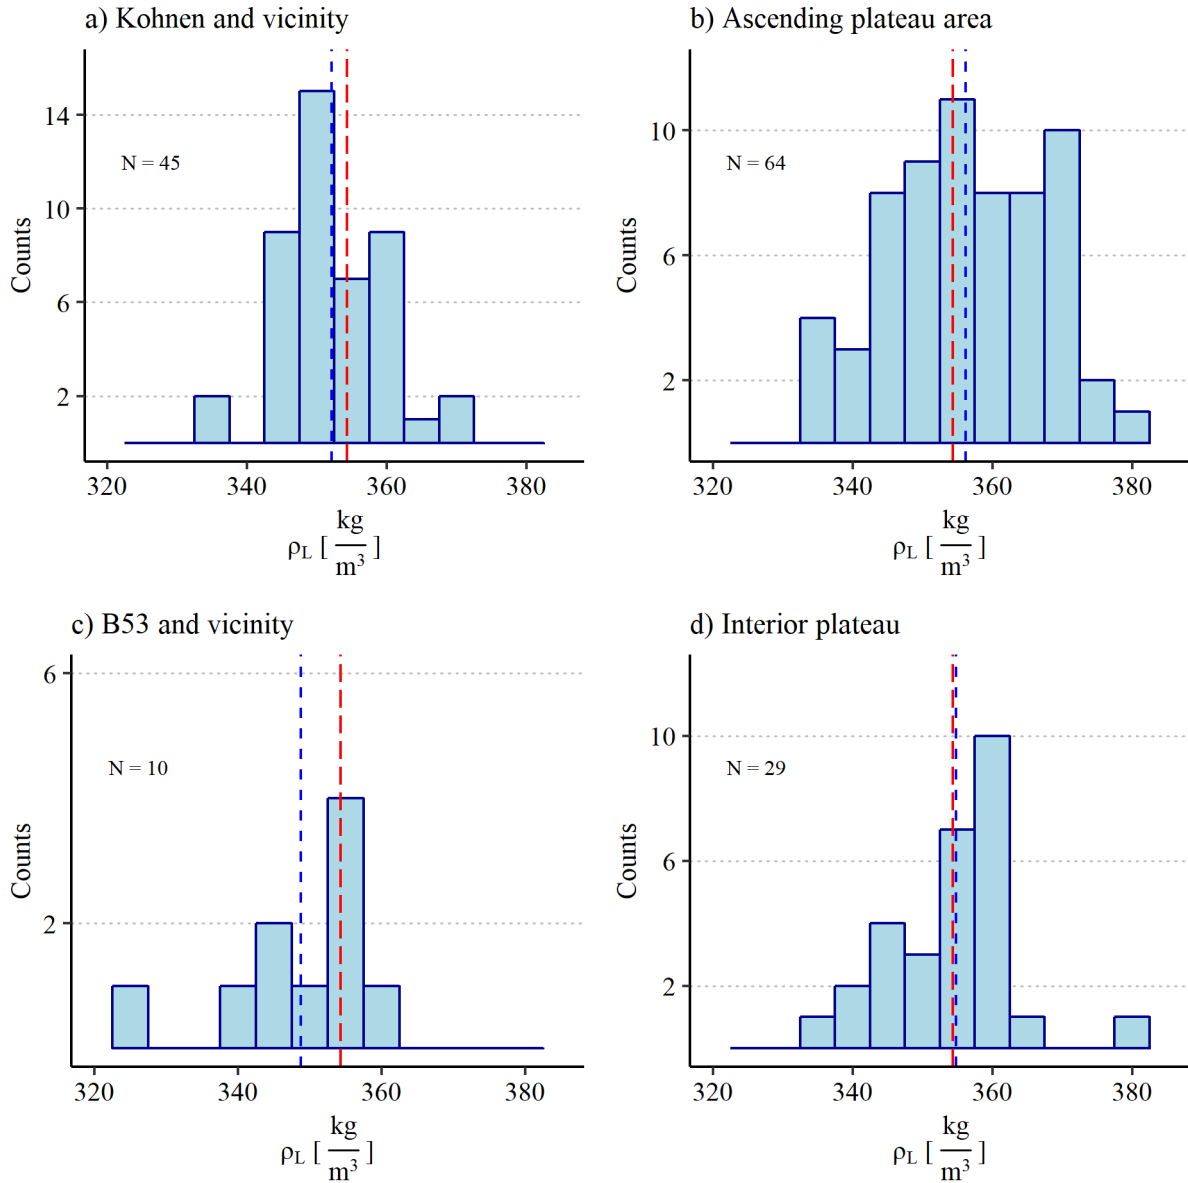 a) Kohnen and vicinity
Counts
14
10
6
2
N = 45
320 340 360 380
ρL [ kg/m³ ]
b) Ascending plateau area
Counts
10
6
2
N = 64
320 340 360 380
ρL [ kg/m³ ]
c) B53 and vicinity
Counts
6
2
N = 10
320 340 360 380
ρL [ kg/m³ ]
d) Interior plateau
Counts
10
6
2
N = 29
320 340 360 380
ρL [ kg/m³ ]